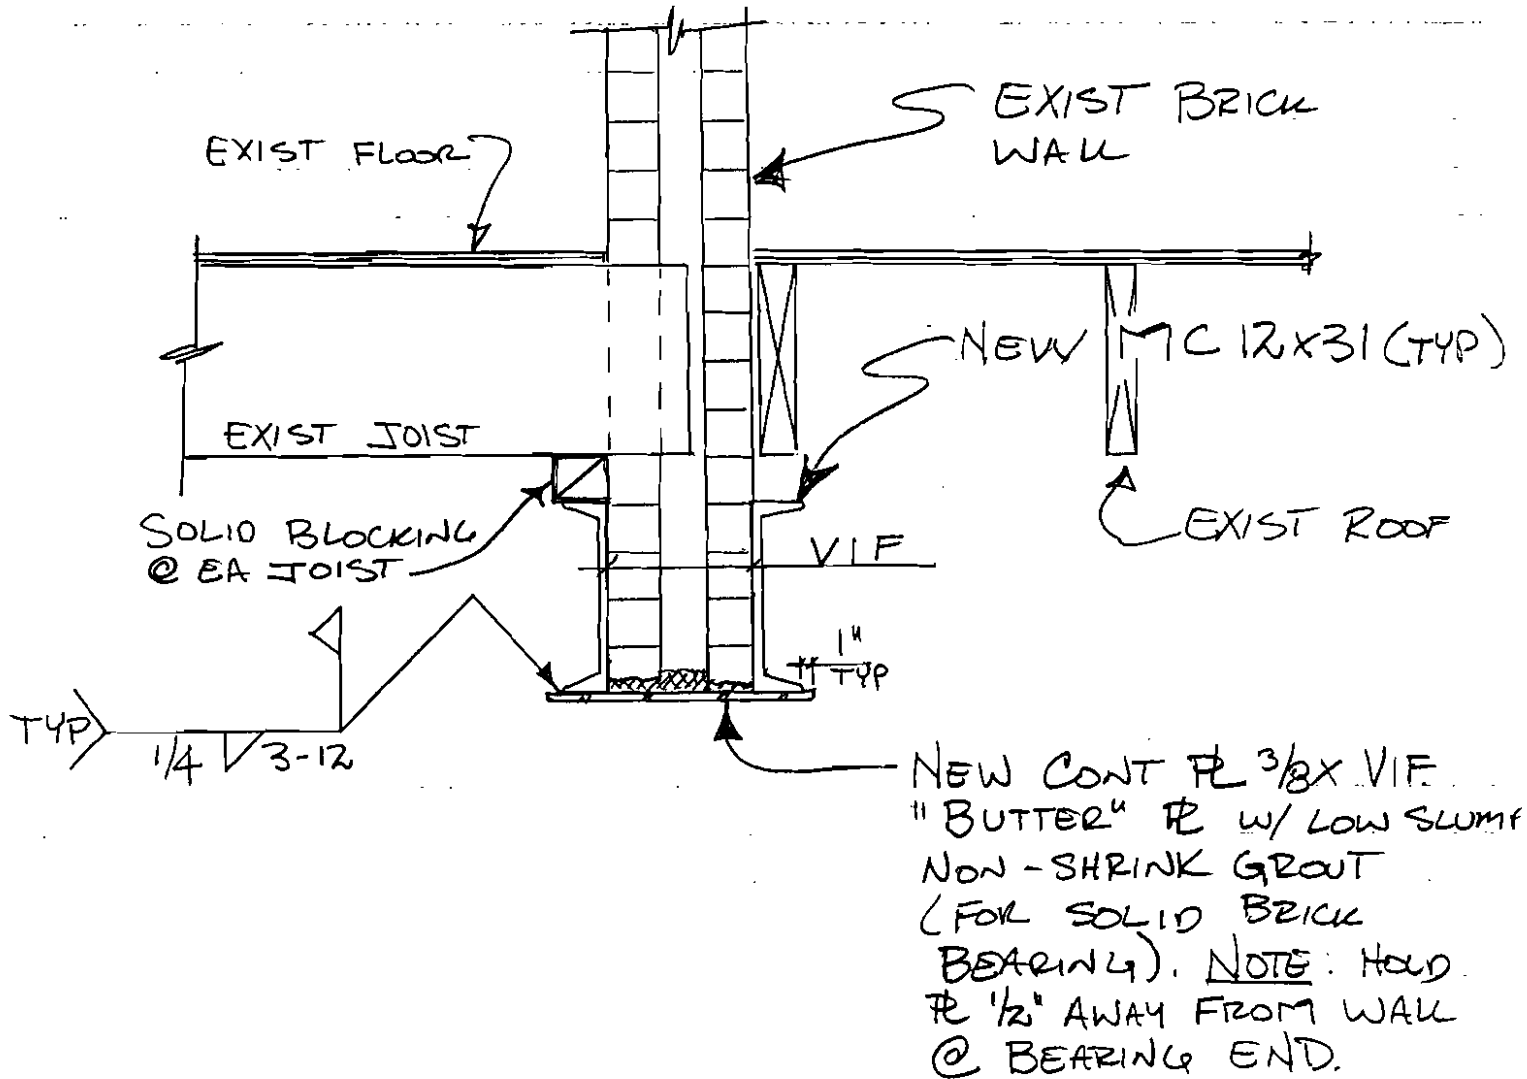 EXIST BRICK
WALL
EXIST FLOOR
NEW MC 12X31 (TYP)
EXIST JOIST
SOLID BLOCKING
@ EA JOIST
EXIST ROOF
VIF
1"
TYP
TYP
1/4 3-12
NEW CONT PL 3/8 X VIF.
"BUTTER" PL W/ LOW SLUMP
NON-SHRINK GROUT
(FOR SOLID BRICK
BEARING). NOTE: HOLD
PL 1/2" AWAY FROM WALL
@ BEARING END.